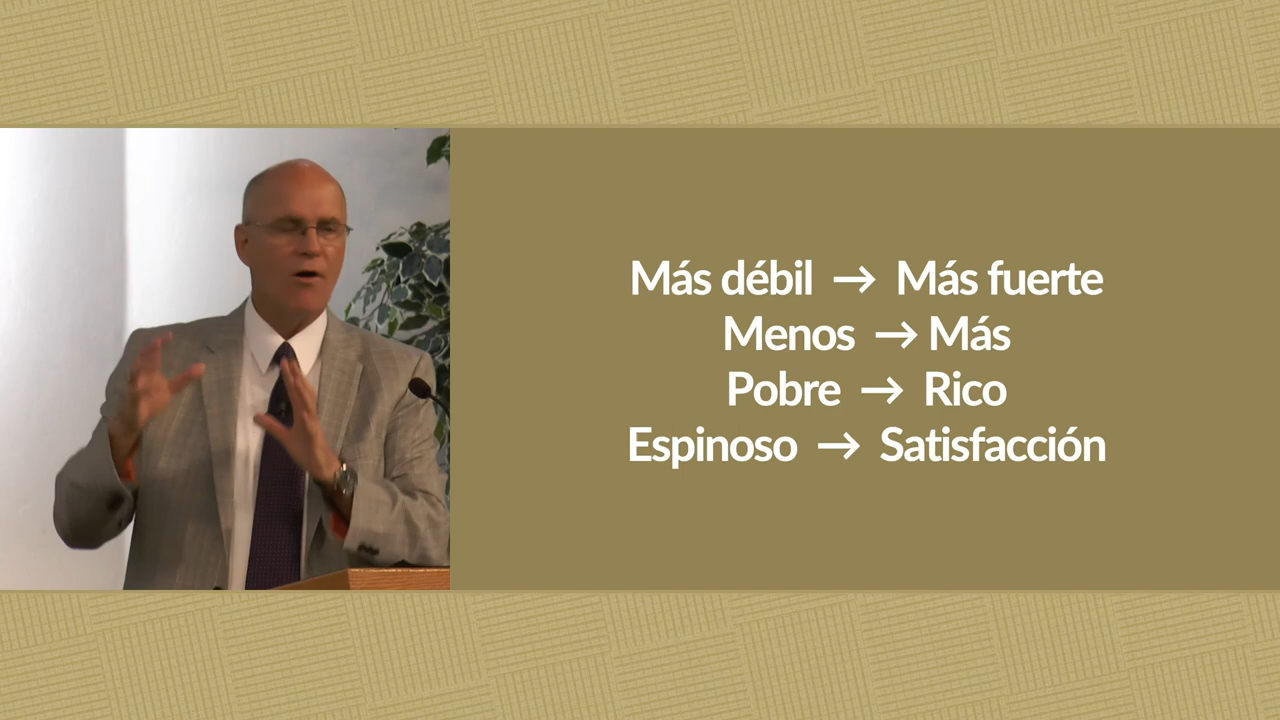 Más débil → Más fuerte
Menos → Más
Pobre → Rico
Espinoso → Satisfacción